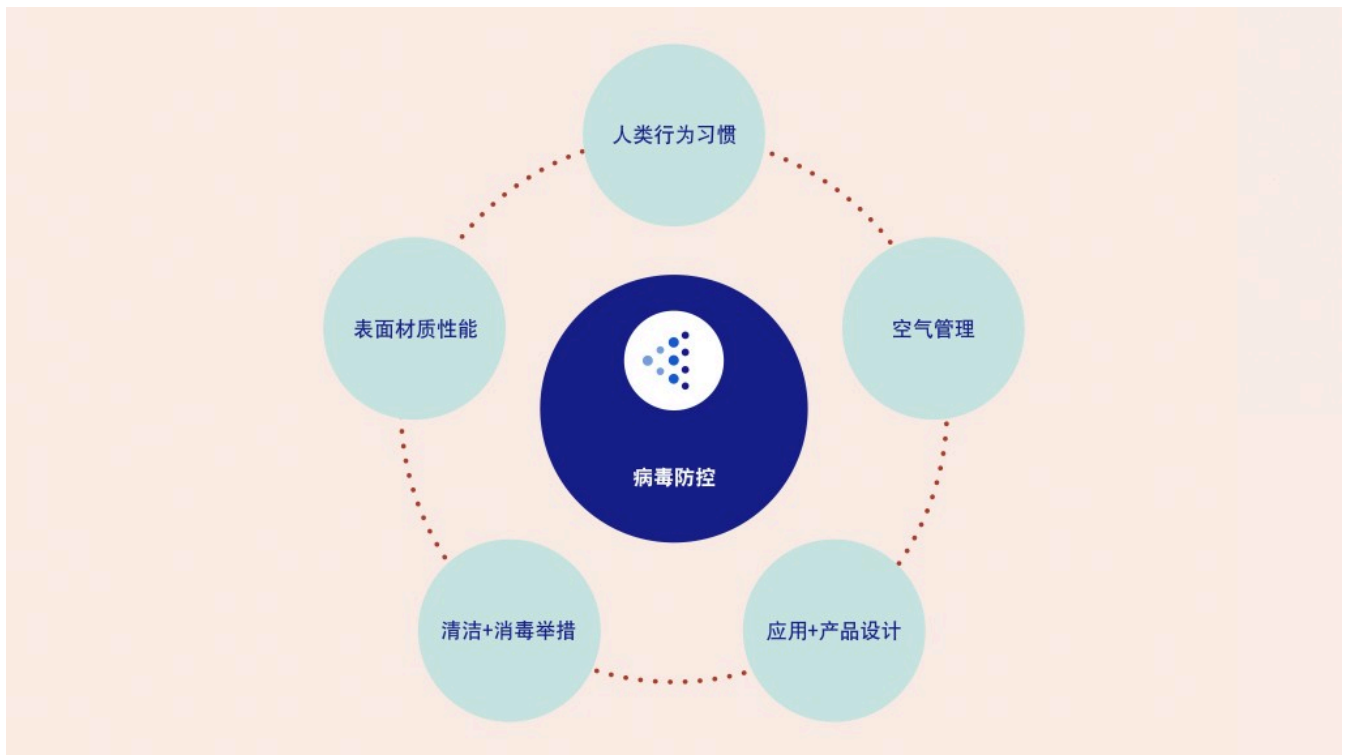 人类行为习惯
表面材质性能
空气管理
病毒防控
清洁+消毒举措
应用+产品设计